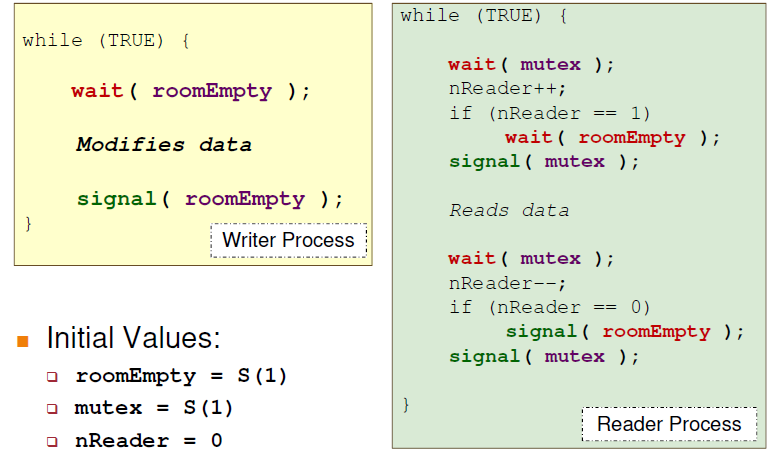 while (TRUE) {
wait( roomEmpty );
Modifies data
signal( roomEmpty );
}
Writer Process
while (TRUE) {
wait( mutex );
nReader++;
if (nReader == 1)
wait( roomEmpty );
signal( mutex );
Reads data
wait( mutex );
nReader--;
if (nReader == 0)
signal( roomEmpty );
signal( mutex );
}
Reader Process
Initial Values:
roomEmpty = S(1)
mutex = S(1)
nReader = 0